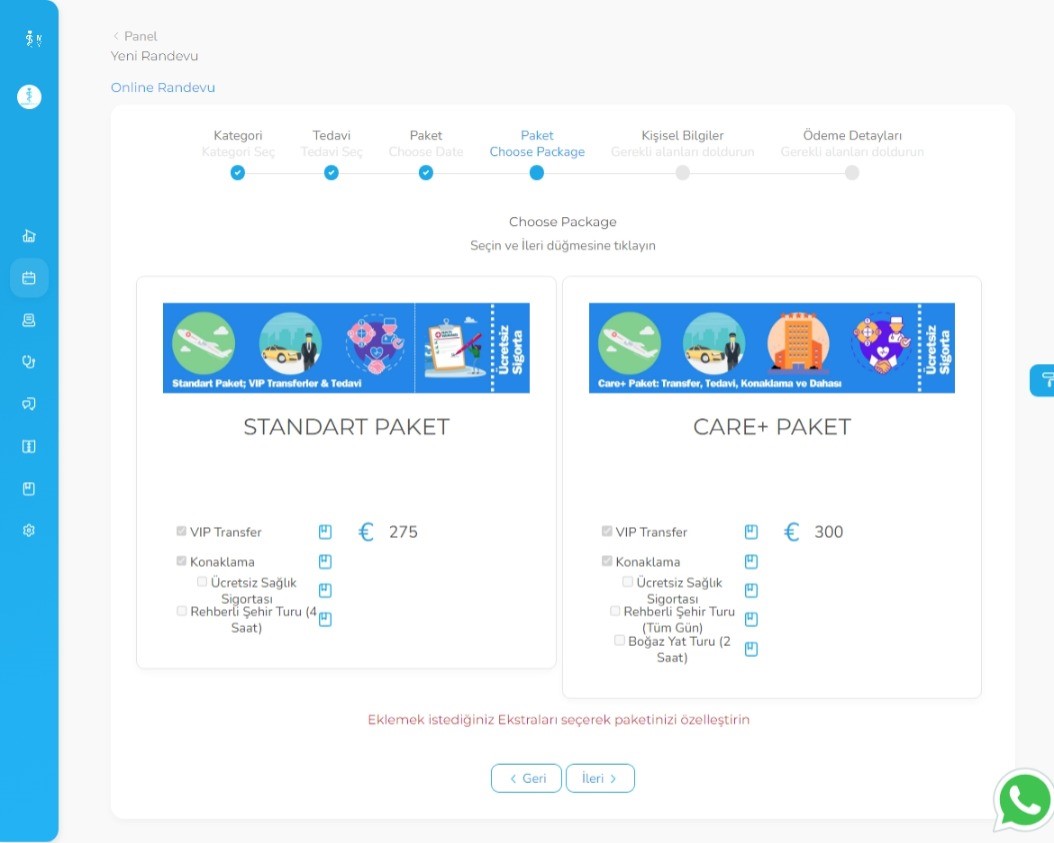 Panel
Yeni Randevu
Online Randevu
Kategori
Kategori Seç
Tedavi
Tedavi Seç
Paket
Choose Date
Paket
Choose Package
Kişisel Bilgiler
Gerekli alanları doldurun
Ödeme Detayları
Gerekli alanları doldurun
Choose Package
Seçin ve İleri düğmesine tıklayın
Standart Paket; VIP Transferler & Tedavi
Ücretsiz
Sigorta
STANDART PAKET
VIP Transfer
€ 275
Konaklama
Ücretsiz Sağlık
Sigortası
Rehberli Şehir Turu (4
Saat)
Care+ Paket: Transfer, Tedavi, Konaklama ve Dahası
Ücretsiz
Sigorta
CARE+ PAKET
VIP Transfer
€ 300
Konaklama
Ücretsiz Sağlık
Sigortası
Rehberli Şehir Turu
(Tüm Gün)
Boğaz Yat Turu (2
Saat)
Eklemek istediğiniz Ekstraları seçerek paketinizi özelleştirin
Geri
İleri